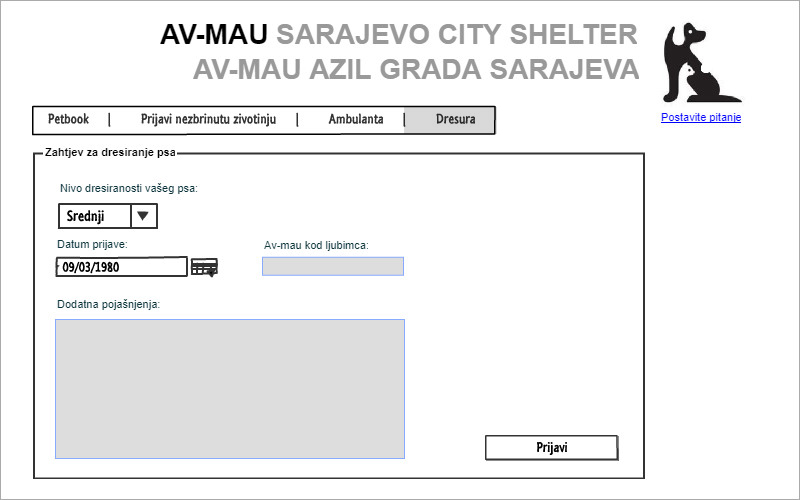 AV-MAU SARAJEVO CITY SHELTER
AV-MAU AZIL GRADA SARAJEVA
Postavite pitanje
Petbook | Prijavi nezbrinutu zivotinju | Ambulanta | Dresura
Zahtjev za dresiranje psa
Nivo dresiranosti vašeg psa:
Srednji
Datum prijave: Av-mau kod ljubimca:
09/03/1980
Dodatna pojašnjenja:
Prijavi